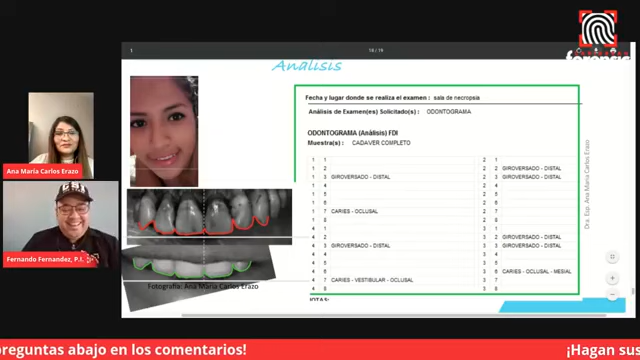 forensic
1
18 / 19
Análisis
Fecha y lugar donde se realiza el examen : sala de necropsia
Análisis de Examen(es) Solicitado(s) : ODONTOGRAMA
ODONTOGRAMA (Análisis) FDI
Muestra(s) : CADAVER COMPLETO
1 1 2 1
1 2 2 2 GIROVERSADO - DISTAL
1 3 GIROVERSADO - DISTAL 2 3 GIROVERSADO - DISTAL
1 4 2 4
1 5 2 5
1 6 2 6
1 7 CARIES - OCLUSAL 2 7
1 8 2 8
4 1 3 1
4 2 3 2 GIROVERSADO - DISTAL
4 3 GIROVERSADO - DISTAL 3 3 GIROVERSADO - DISTAL
4 4 3 4
4 5 3 5
4 6 3 6 CARIES - OCLUSAL - MESIAL
4 7 CARIES - VESTIBULAR - OCLUSAL 3 7
4 8 3 8
NOTAS:
Dra. Esp. Ana María Carlos Erazo
Fotografía: Ana María Carlos Erazo
Ana María Carlos Erazo
CSI
Fernando Fernandez, P.I.
preguntas abajo en los comentarios! ¡Hagan sus